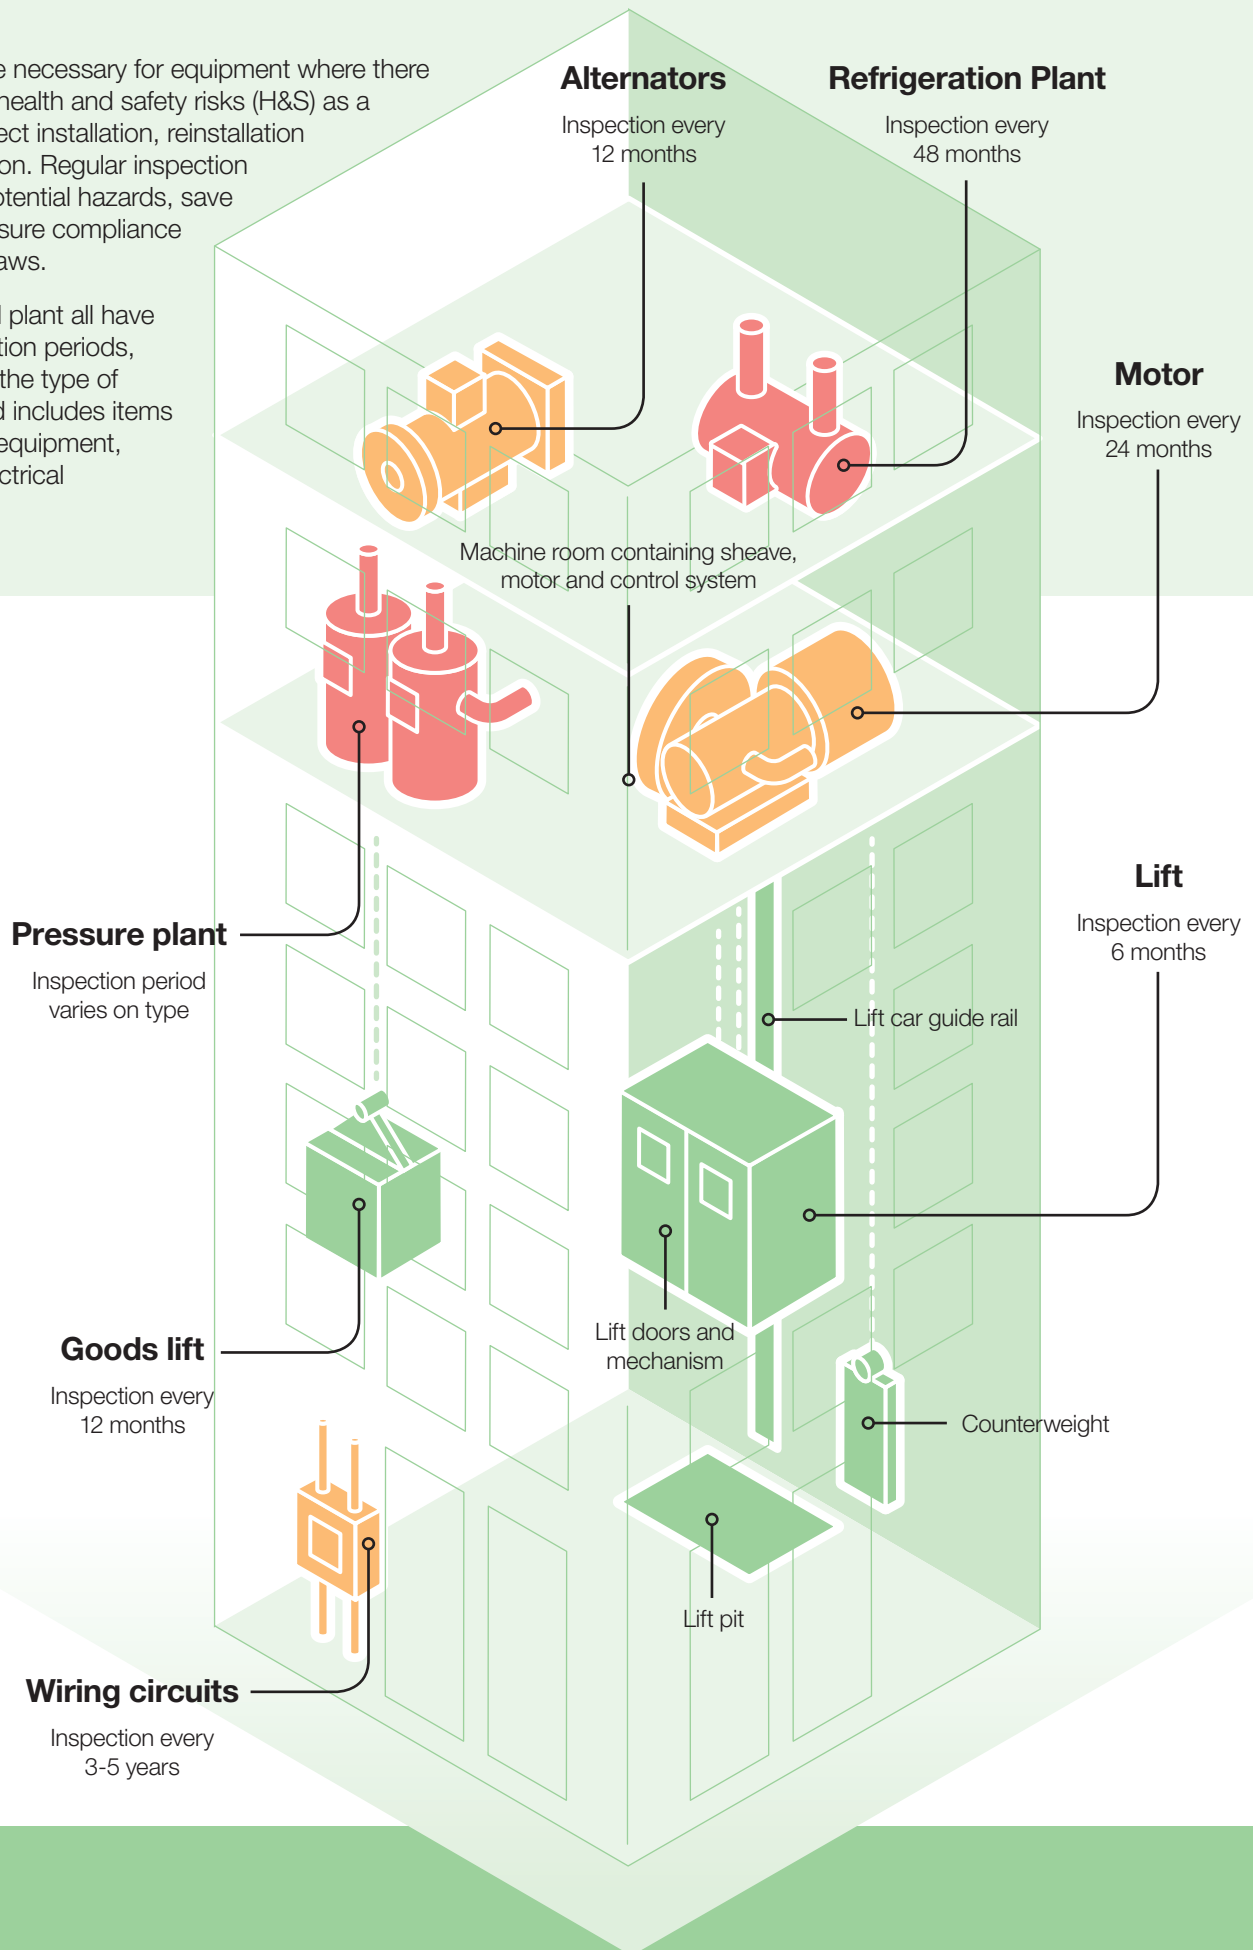 e necessary for equipment where there
health and safety risks (H&S) as a
ect installation, reinstallation
on. Regular inspection
otential hazards, save
sure compliance
aws.
plant all have
tion periods,
the type of
d includes items
equipment,
ctrical
Alternators
Inspection every
12 months
Refrigeration Plant
Inspection every
48 months
Motor
Inspection every
24 months
Machine room containing sheave,
motor and control system
Pressure plant
Inspection period
varies on type
Lift
Inspection every
6 months
Lift car guide rail
Lift doors and
mechanism
Goods lift
Inspection every
12 months
Counterweight
Lift pit
Wiring circuits
Inspection every
3-5 years